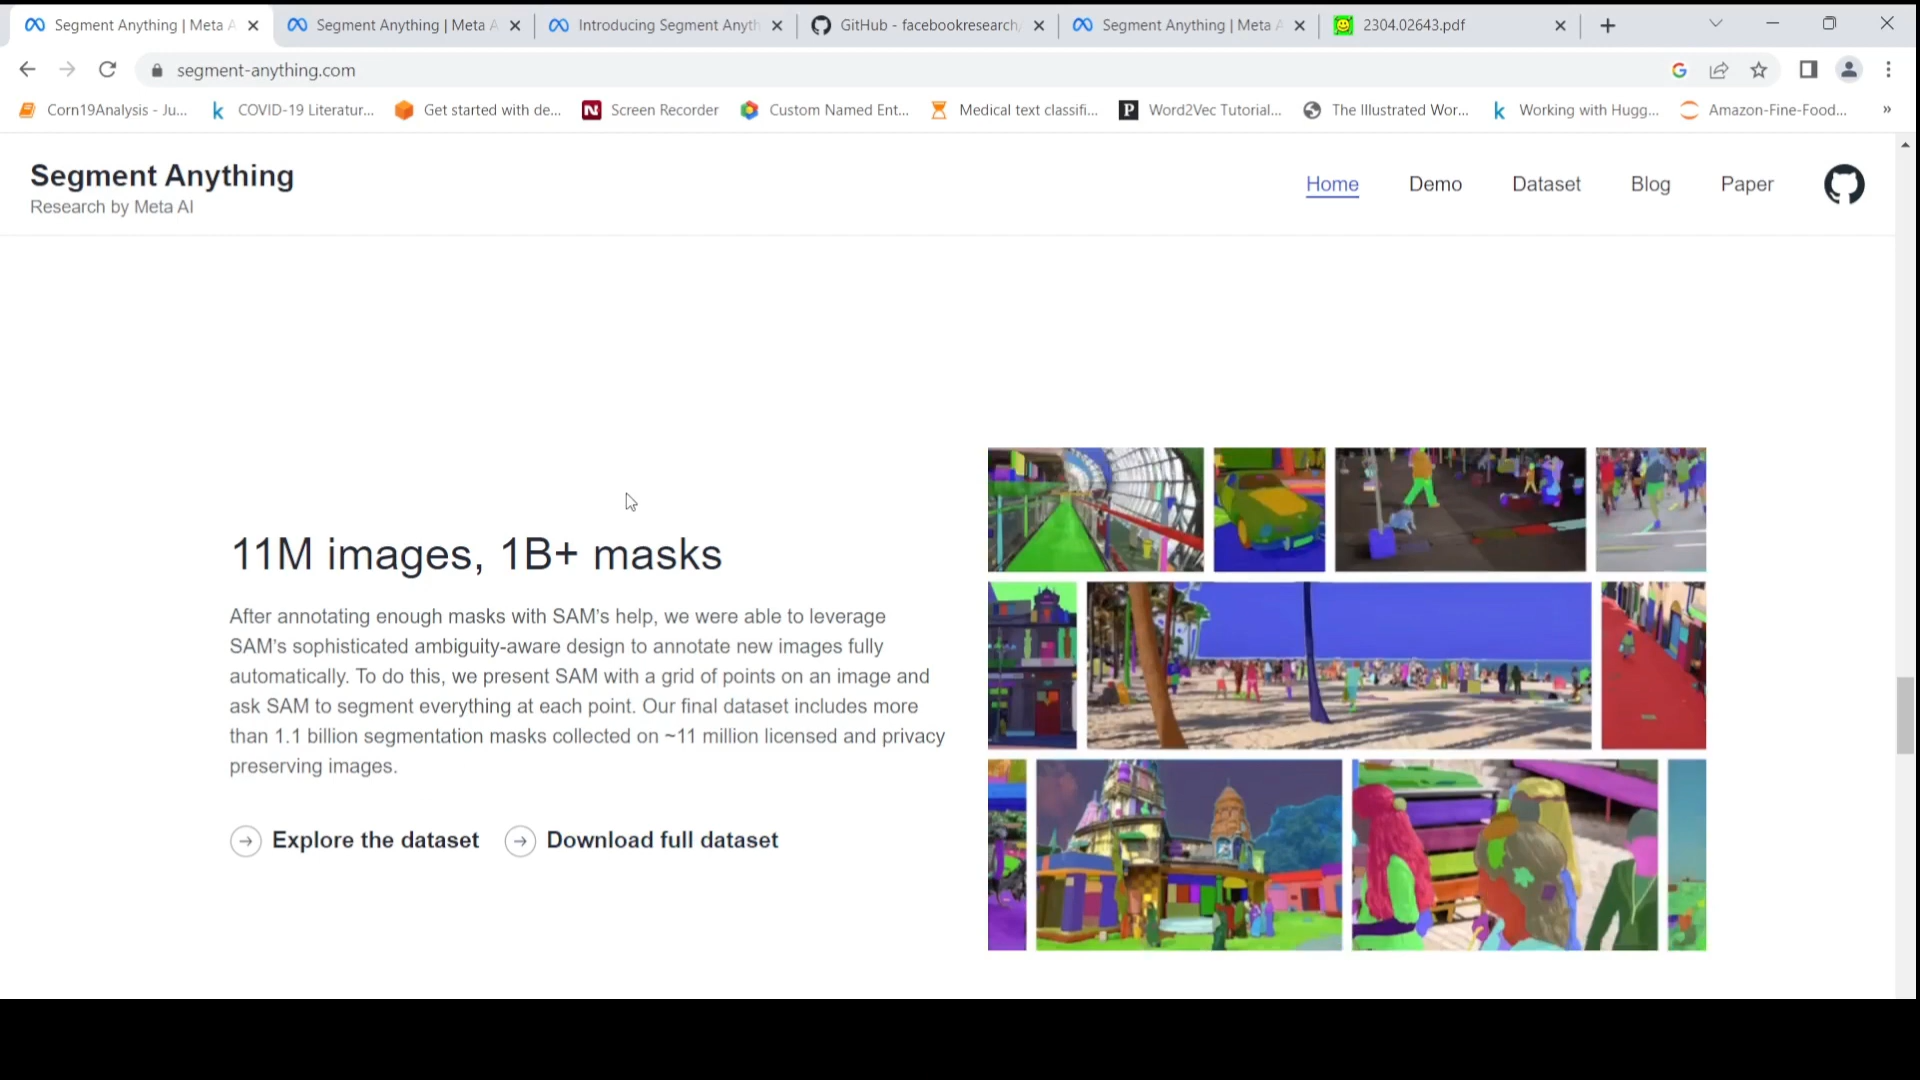 Segment Anything | Meta A
Segment Anything | Meta A
Introducing Segment Anyth
GitHub - facebookresearch/
Segment Anything | Meta A
2304.02643.pdf
segment-anything.com
Corn19Analysis - Ju...
COVID-19 Literatur...
Get started with de...
Screen Recorder
Custom Named Ent...
Medical text classifi...
Word2Vec Tutorial...
The Illustrated Wor...
Working with Hugg...
Amazon-Fine-Food...
»
Segment Anything
Research by Meta AI
Home
Demo
Dataset
Blog
Paper
11M images, 1B+ masks
After annotating enough masks with SAM's help, we were able to leverage
SAM's sophisticated ambiguity-aware design to annotate new images fully
automatically. To do this, we present SAM with a grid of points on an image and
ask SAM to segment everything at each point. Our final dataset includes more
than 1.1 billion segmentation masks collected on ~11 million licensed and privacy
preserving images.
Explore the dataset
Download full dataset